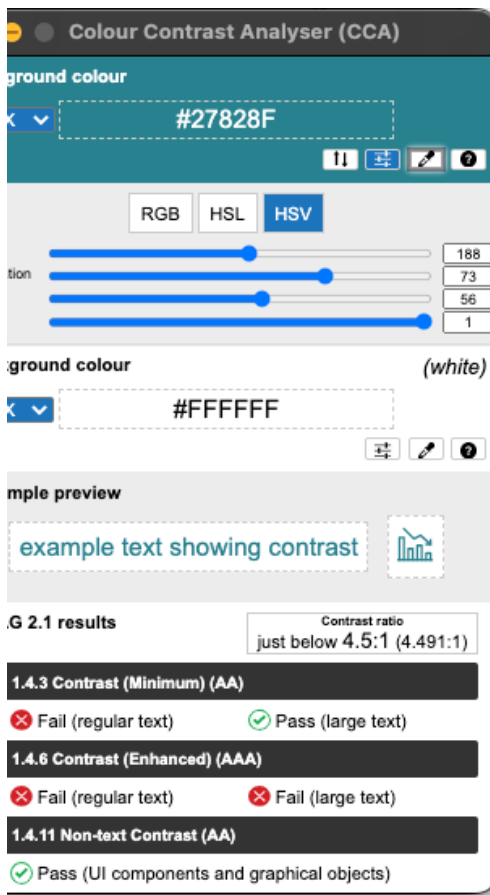 Colour Contrast Analyser (CCA)
ground colour
X
#27828F
RGB HSL HSV
188
tion 73
56
1
ground colour (white)
X
#FFFFFF
mple preview
example text showing contrast
G 2.1 results
Contrast ratio
just below 4.5:1 (4.491:1)
1.4.3 Contrast (Minimum) (AA)
Fail (regular text) Pass (large text)
1.4.6 Contrast (Enhanced) (AAA)
Fail (regular text) Fail (large text)
1.4.11 Non-text Contrast (AA)
Pass (UI components and graphical objects)